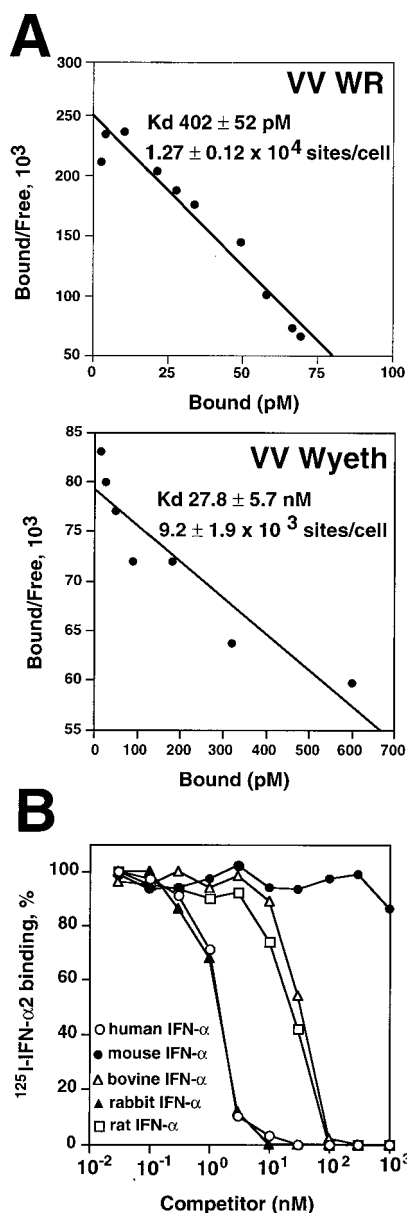 A
VV WR
Kd 402 ± 52 pM
1.27 ± 0.12 x 10⁴ sites/cell
300
250
200
150
100
50
Bound/Free, 10³
0 25 50 75 100
Bound (pM)
VV Wyeth
Kd 27.8 ± 5.7 nM
9.2 ± 1.9 x 10 ³ sites/cell
85
80
75
70
65
60
55
Bound/Free, 10³
0 100 200 300 400 500 600 700
Bound (pM)
B
100
80
60
40
20
0
¹²⁵I-IFN-α2 binding, %
human IFN-α
mouse IFN-α
bovine IFN-α
rabbit IFN-α
rat IFN-α
10⁻² 10⁻¹ 10⁰ 10¹ 10² 10³
Competitor (nM)